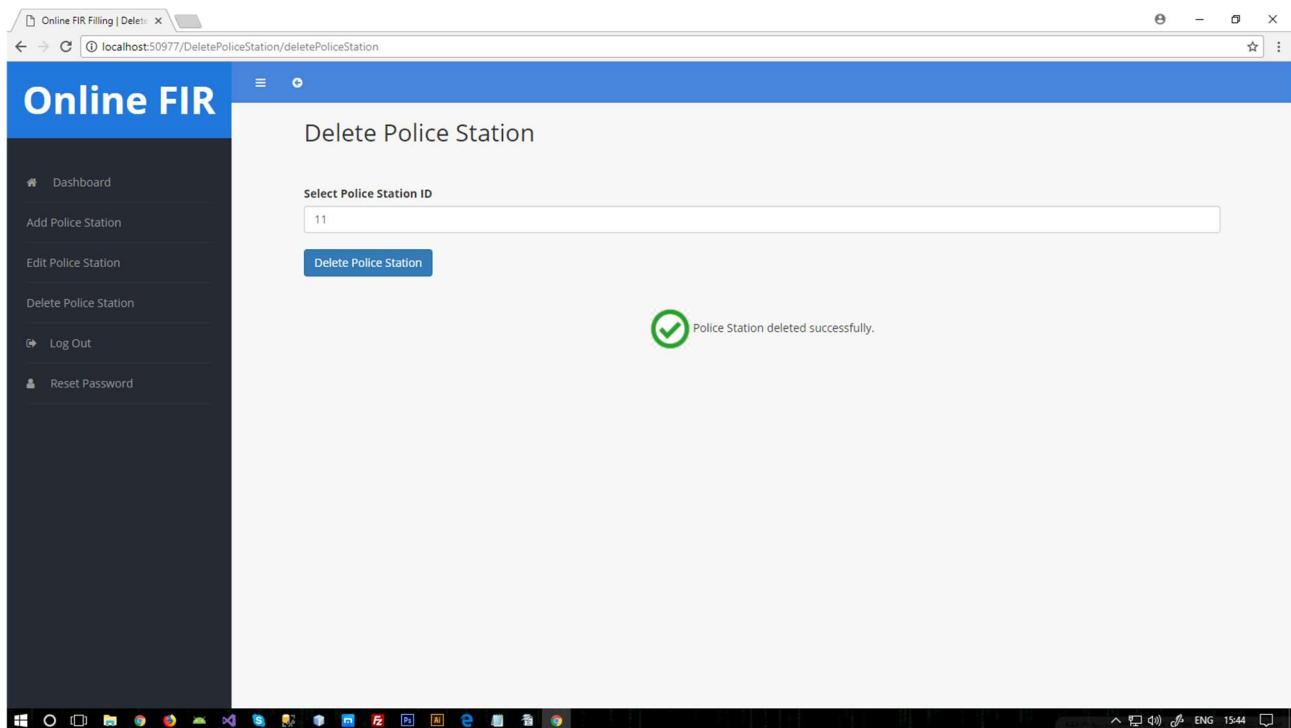 Online FIR Filling | Delete
localhost:50977/DeletePoliceStation/deletePoliceStation
Online FIR
Dashboard
Add Police Station
Edit Police Station
Delete Police Station
Log Out
Reset Password
Delete Police Station
Select Police Station ID
11
Delete Police Station
Police Station deleted successfully.
Ps
Ai
ENG 15:44